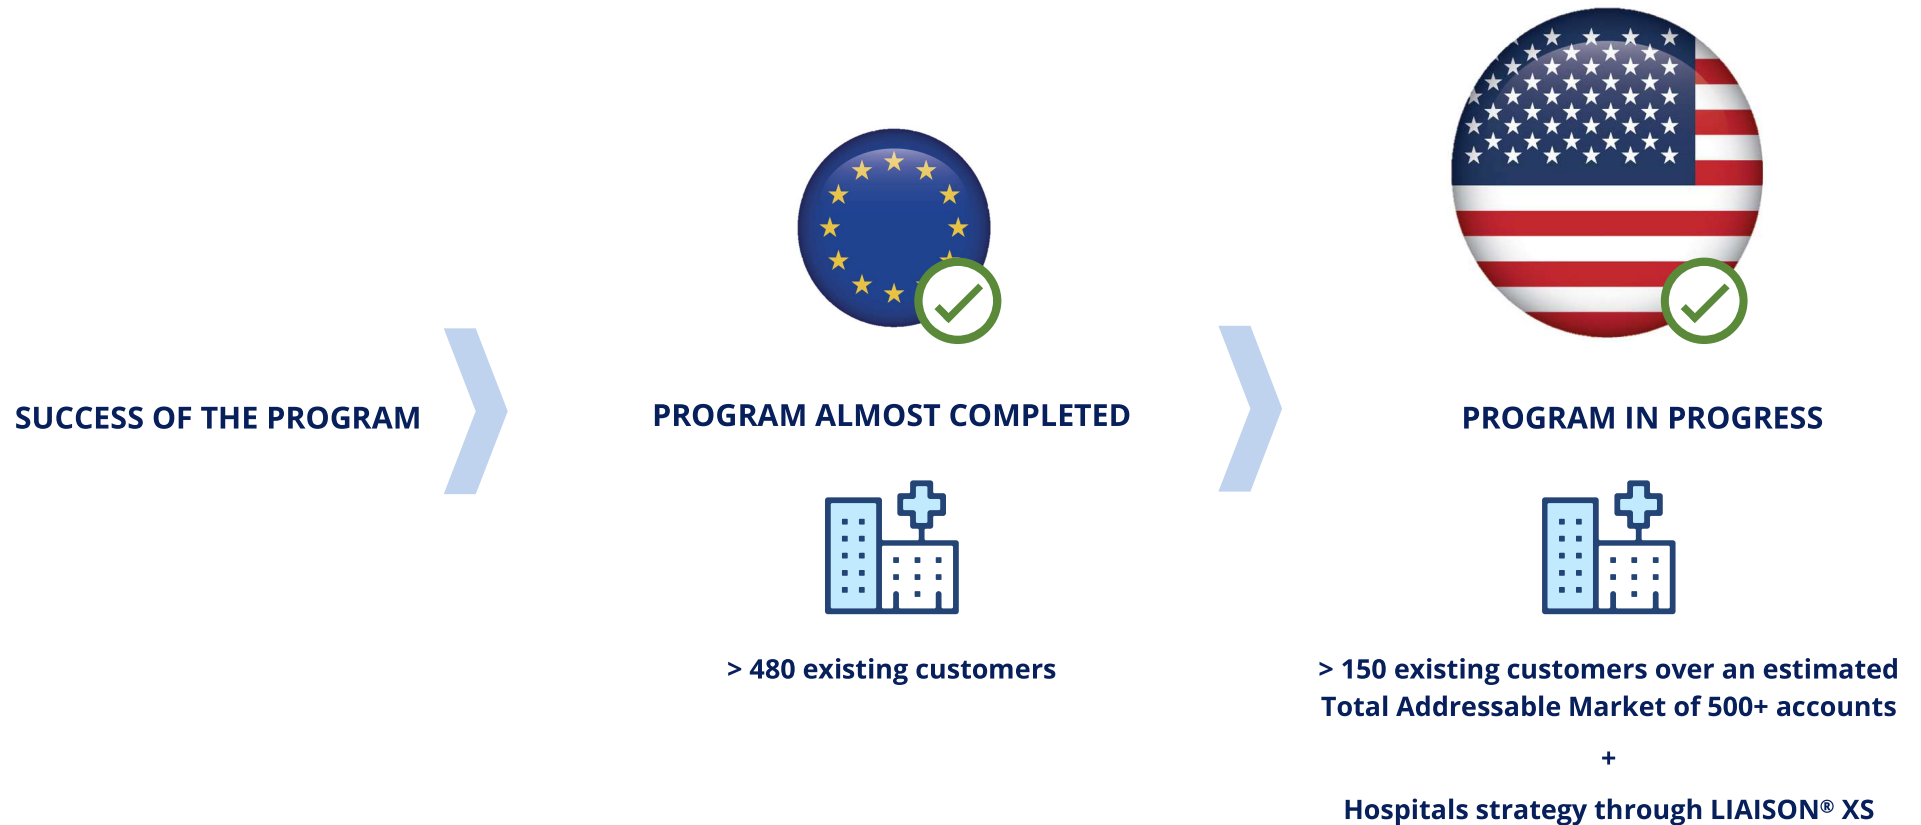 SUCCESS OF THE PROGRAM
PROGRAM ALMOST COMPLETED
> 480 existing customers
PROGRAM IN PROGRESS
> 150 existing customers over an estimated
Total Addressable Market of 500+ accounts
+
Hospitals strategy through LIAISON® XS